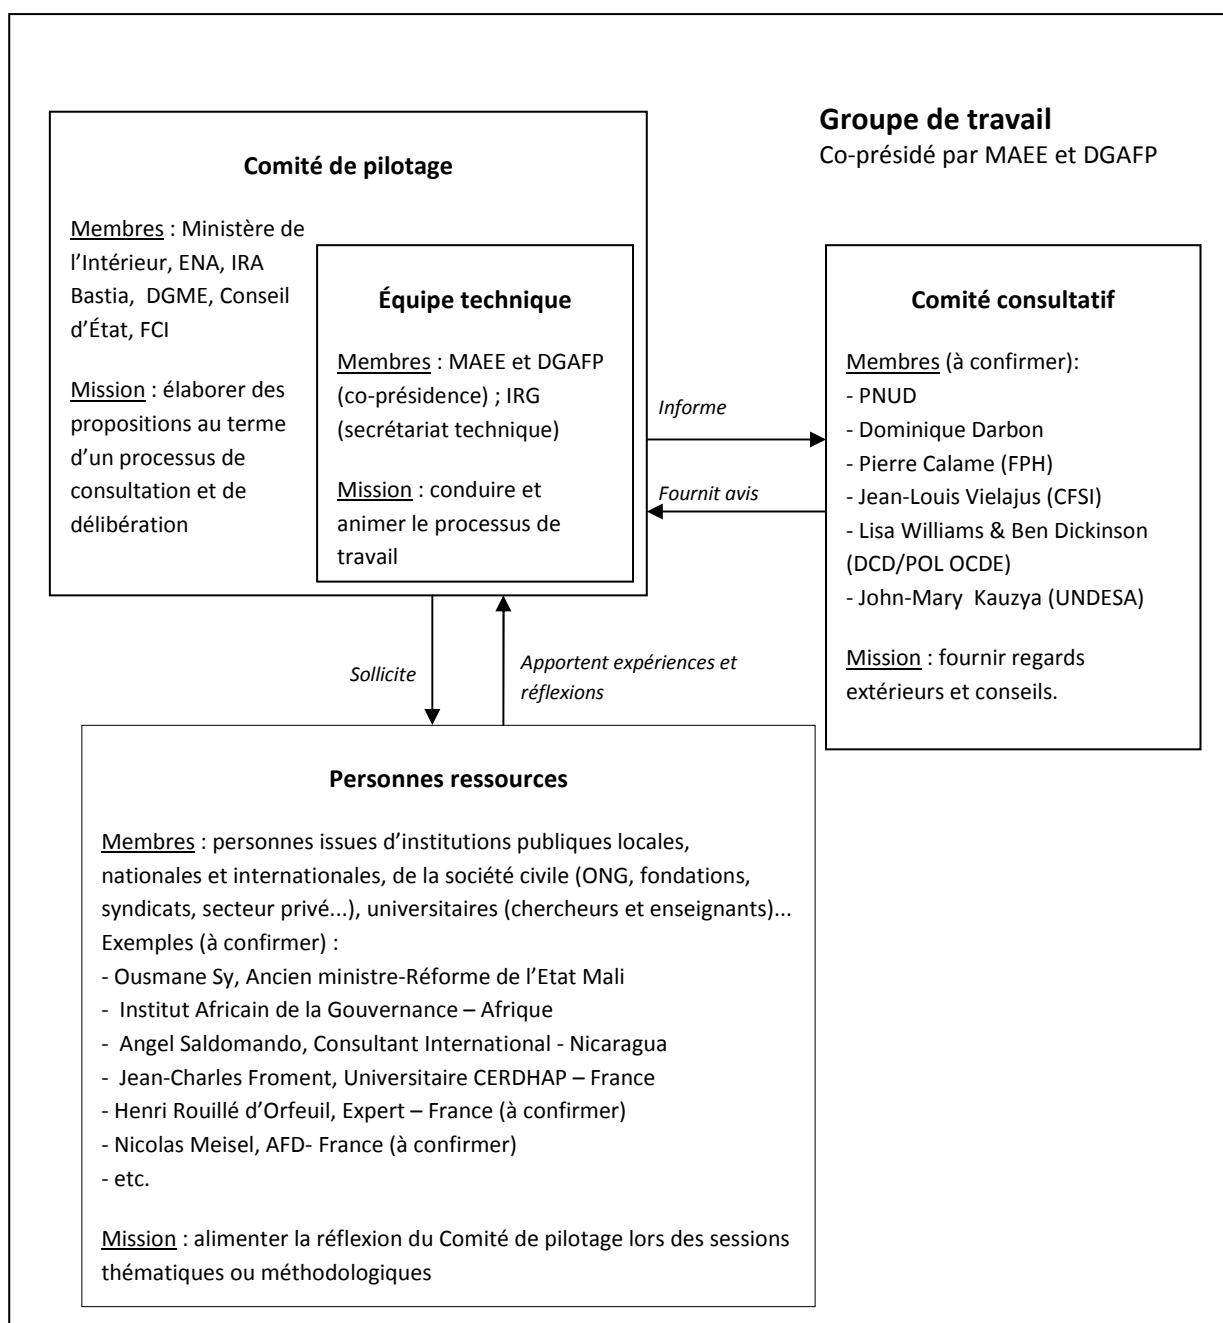 Groupe de travail
Co-présidé par MAEE et DGAFP
Comité de pilotage
Membres : Ministère de
l’Intérieur, ENA, IRA
Bastia,  DGME, Conseil
d’État, FCI
Mission : élaborer des
propositions au terme
d’un processus de
consultation et de
délibération
Équipe technique
Membres : MAEE et DGAFP
(co-présidence) ; IRG
(secrétariat technique)
Mission : conduire et
animer le processus de
travail
Informe
Fournit avis
Comité consultatif
Membres (à confirmer):
- PNUD
- Dominique Darbon
- Pierre Calame (FPH)
- Jean-Louis Vielajus (CFSI)
- Lisa Williams & Ben Dickinson
(DCD/POL OCDE)
- John-Mary  Kauzya (UNDESA)
Mission : fournir regards
extérieurs et conseils.
Sollicite
Apportent expériences et
réflexions
Personnes ressources
Membres : personnes issues d’institutions publiques locales,
nationales et internationales, de la société civile (ONG, fondations,
syndicats, secteur privé...), universitaires (chercheurs et enseignants)...
Exemples (à confirmer) :
- Ousmane Sy, Ancien ministre-Réforme de l’Etat Mali
-  Institut Africain de la Gouvernance – Afrique
-  Angel Saldomando, Consultant International - Nicaragua
-  Jean-Charles Froment, Universitaire CERDHAP – France
- Henri Rouillé d’Orfeuil, Expert – France (à confirmer)
- Nicolas Meisel, AFD- France (à confirmer)
- etc.
Mission : alimenter la réflexion du Comité de pilotage lors des sessions
thématiques ou méthodologiques